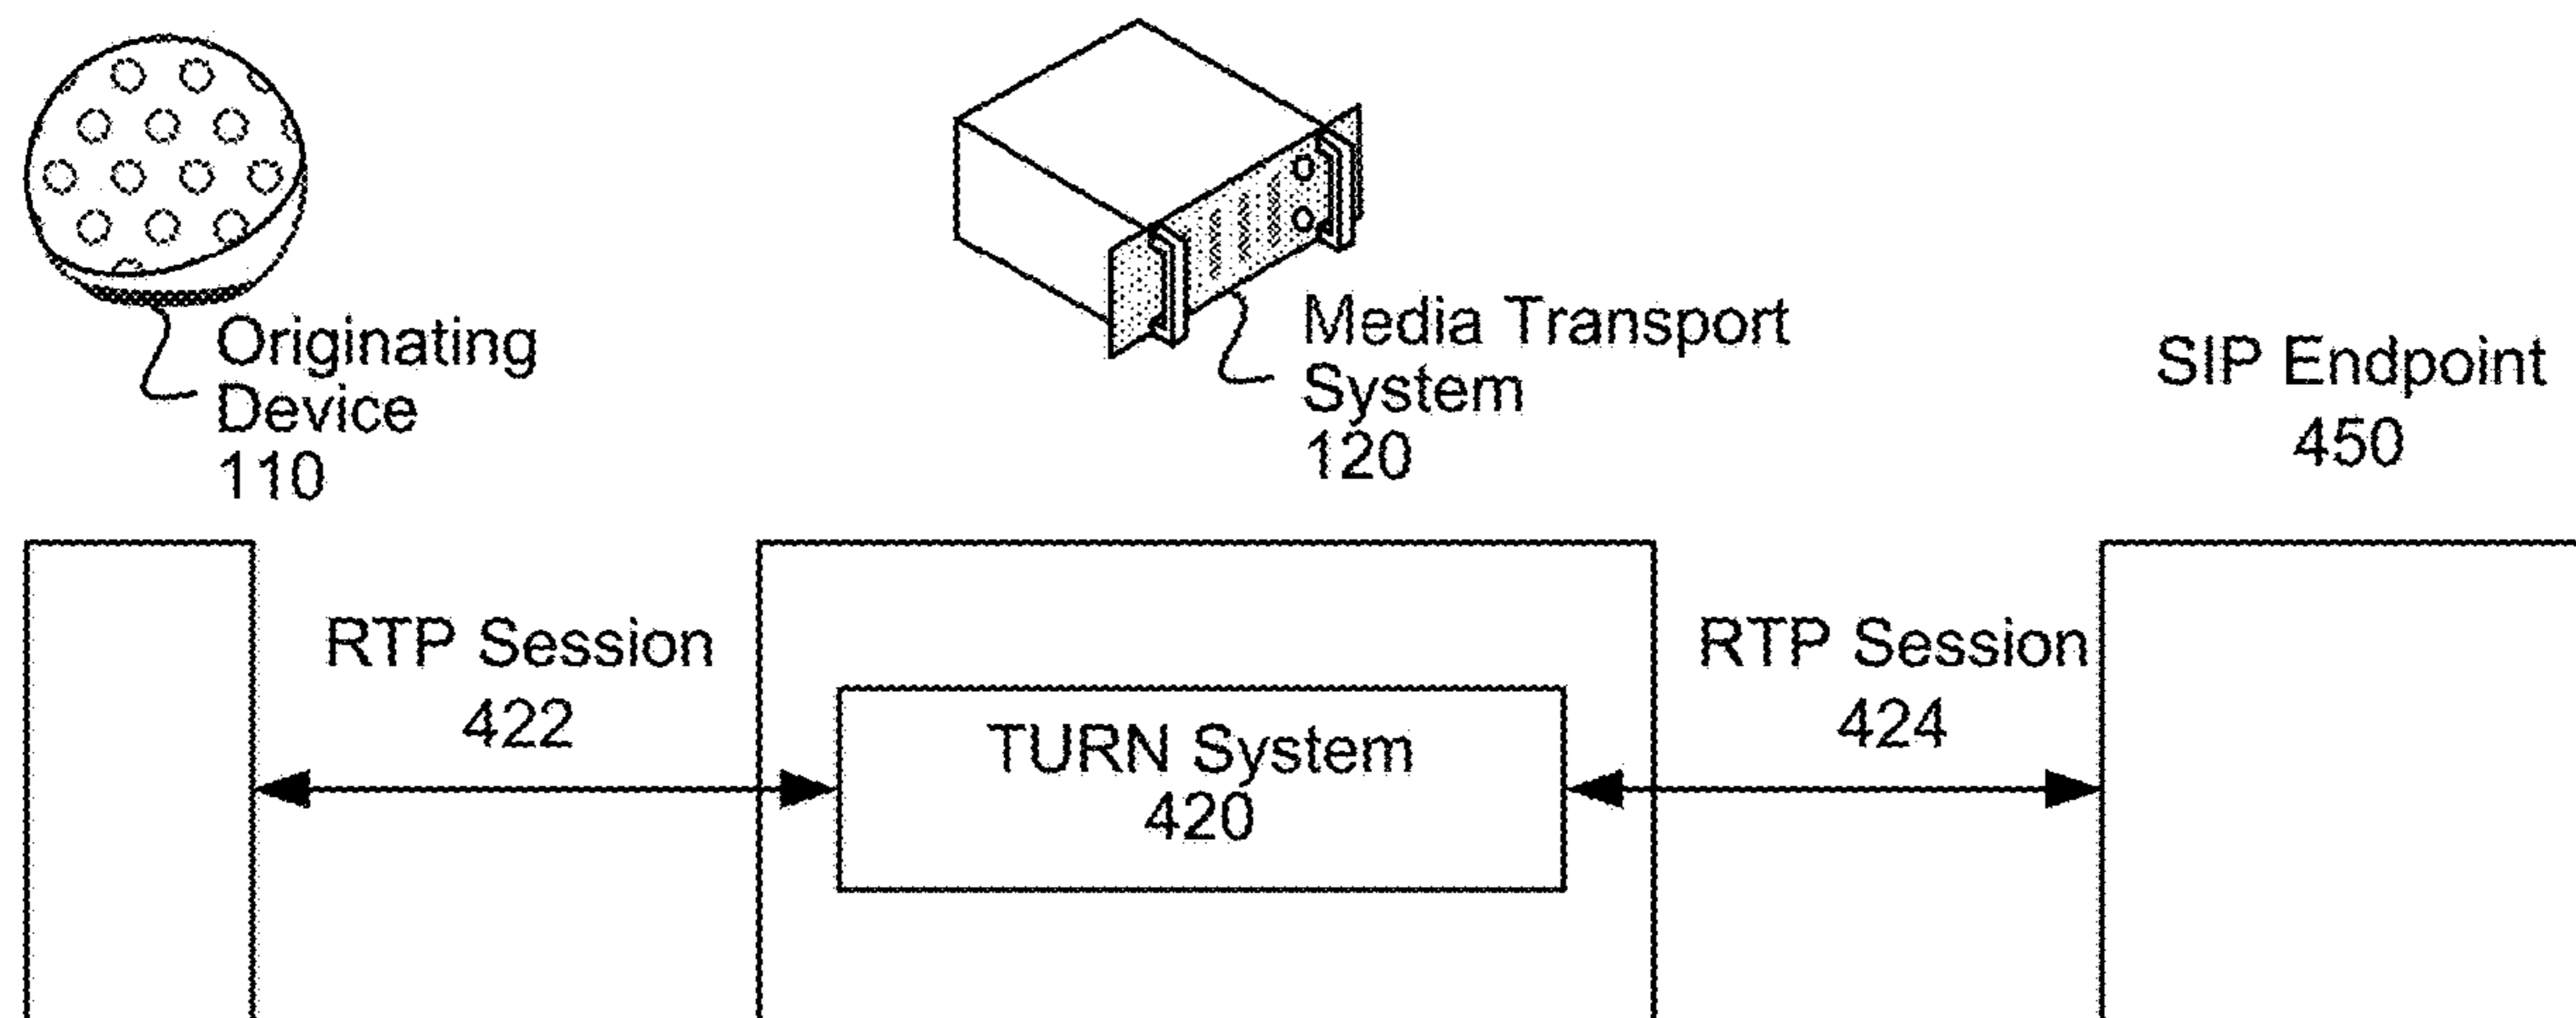 Originating
Device
110
Media Transport
System
120
SIP Endpoint
450
RTP Session
422
TURN System
420
RTP Session
424